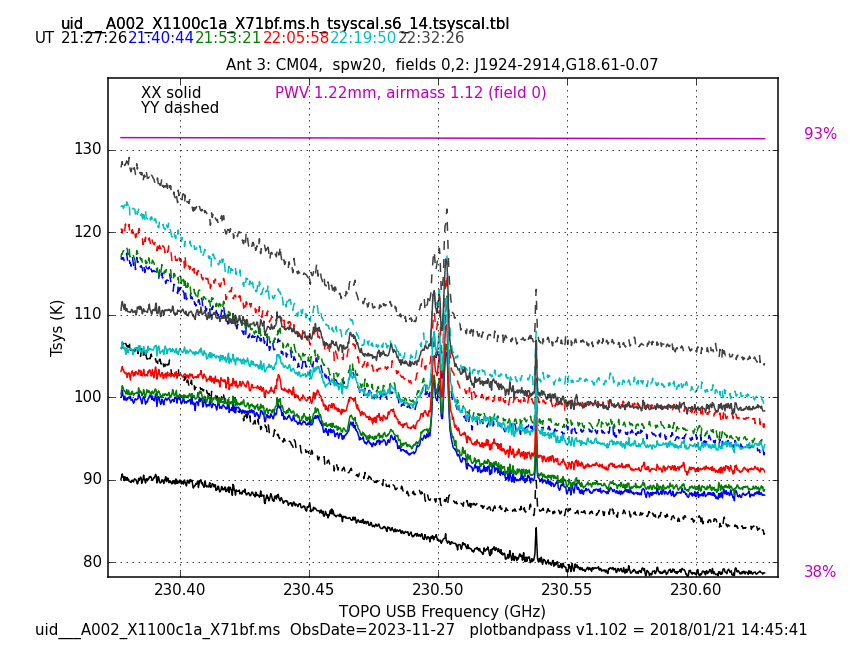 uid___A002_X1100c1a_X71bf.ms.h_tsyscal.s6_14.tsyscal.tbl
UT 21:27:26 21:40:44 21:53:21 22:05:58 22:19:50 22:32:26
Ant 3: CM04,  spw20,  fields 0,2: J1924-2914,G18.61-0.07
XX solid
YY dashed
PWV 1.22mm, airmass 1.12 (field 0)
93%
130
120
110
100
90
80
Tsys (K)
38%
230.40 230.45 230.50 230.55 230.60
TOPO USB Frequency (GHz)
uid___A002_X1100c1a_X71bf.ms  ObsDate=2023-11-27   plotbandpass v1.102 = 2018/01/21 14:45:41